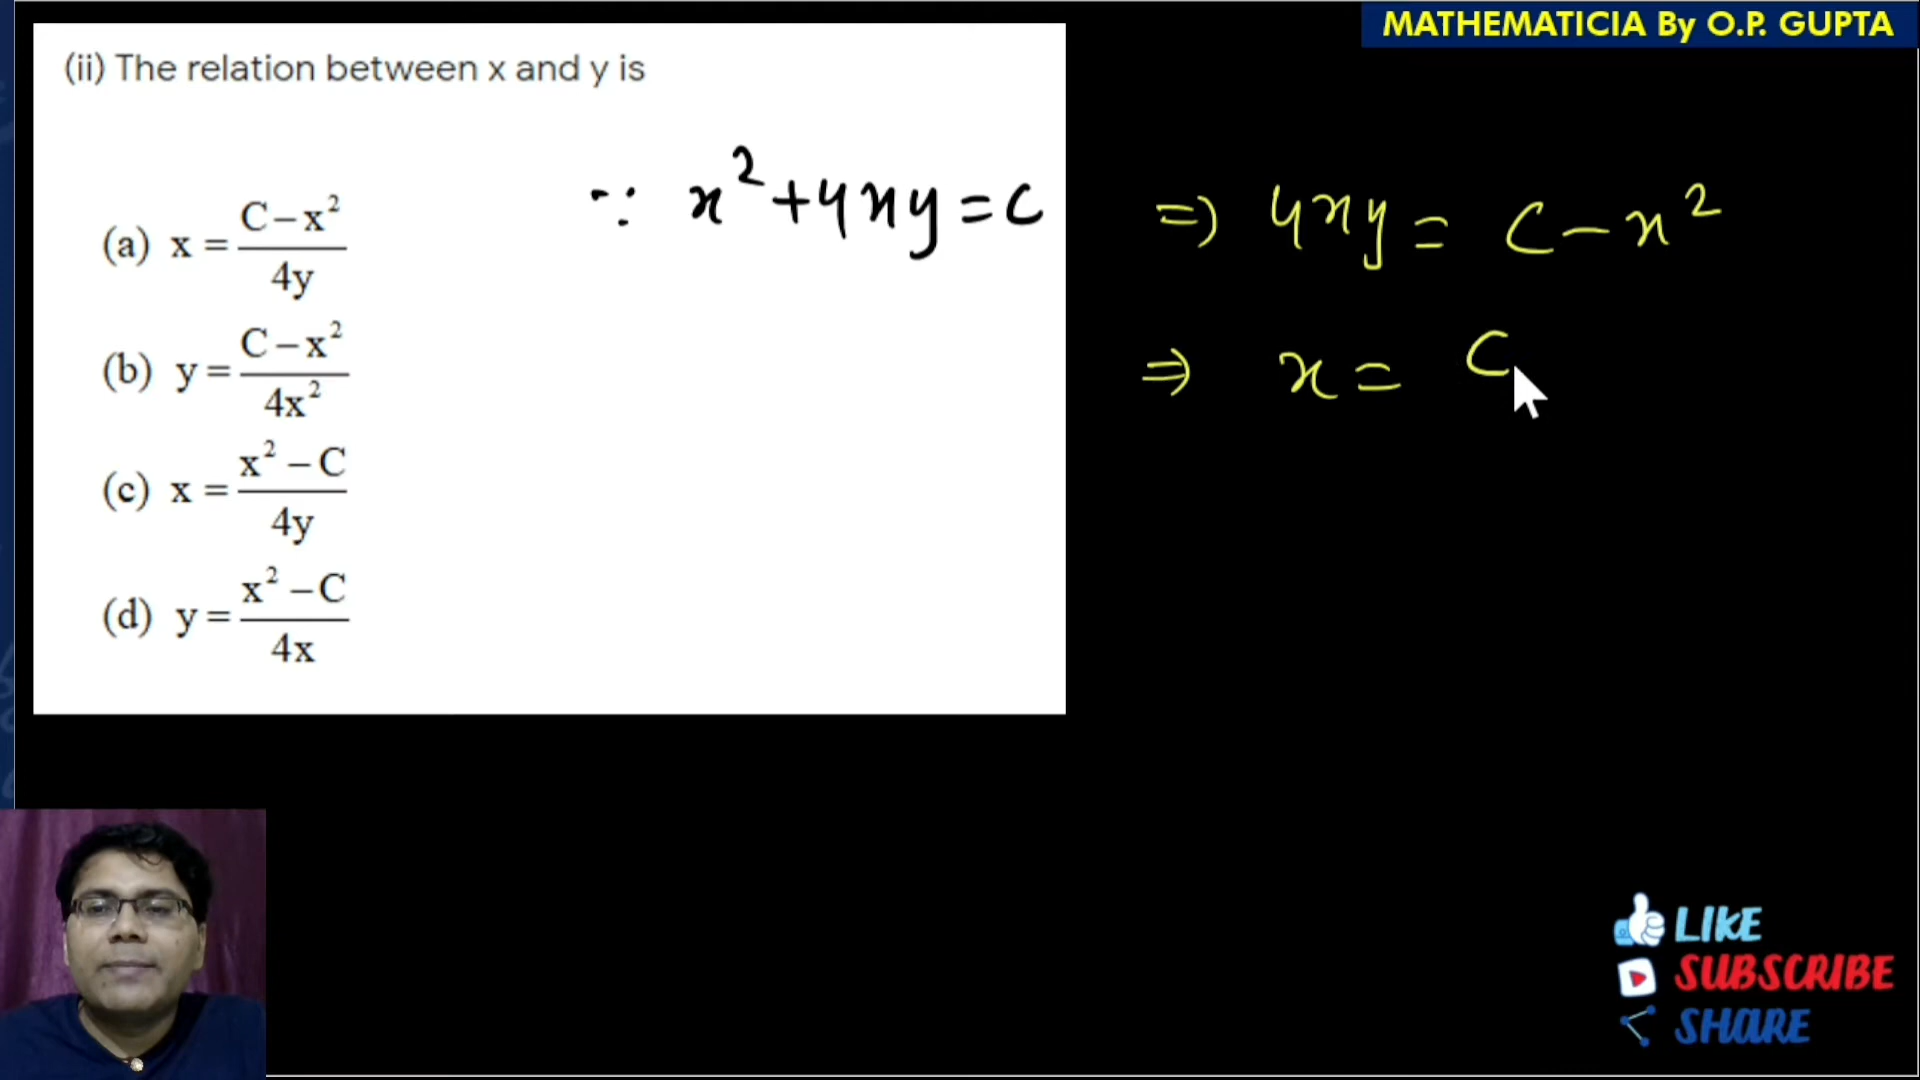 MATHEMATICIA By O.P. GUPTA
(ii) The relation between x and y is
∵ x² + 4xy = C
⇒ 4xy = C − x²
⇒ x = C
(a) x = (C − x²)/(4y)
(b) y = (C − x²)/(4x²)
(c) x = (x² − C)/(4y)
(d) y = (x² − C)/(4x)
LIKE
SUBSCRIBE
SHARE